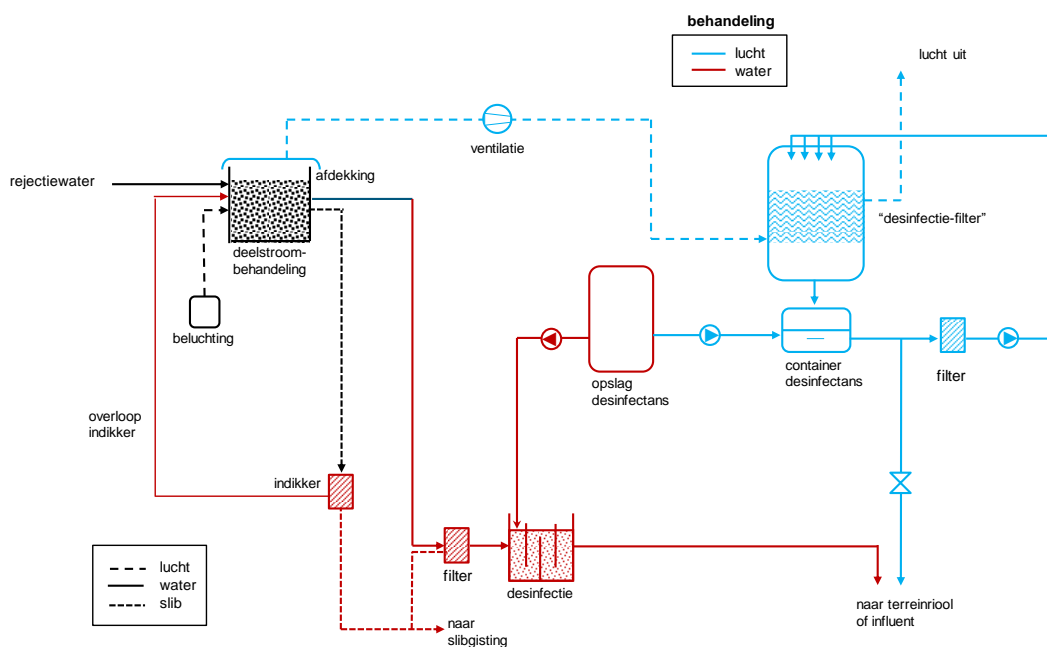 behandeling
lucht
water
lucht uit
ventilatie
afdekking
rejectiewater
"desinfectie-filter"
deelstroom-
behandeling
beluchting
opslag
desinfectans
container
desinfectans
filter
overloop
indikker
indikker
filter
desinfectie
lucht
water
slib
naar
slibgisting
naar terreinriool
of influent